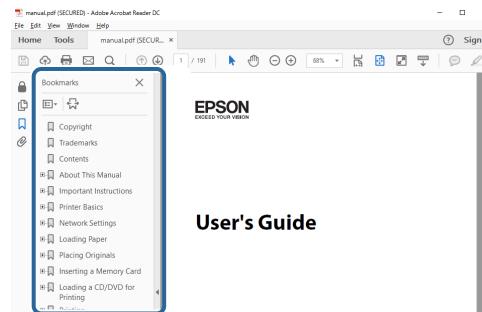 manual.pdf (SECURED) - Adobe Acrobat Reader DC
File Edit View Window Help
Home Tools manual.pdf (SECUR... × ? Sign
1 / 191 68%
Bookmarks
Copyright
Trademarks
Contents
About This Manual
Important Instructions
Printer Basics
Network Settings
Loading Paper
Placing Originals
Inserting a Memory Card
Loading a CD/DVD for
Printing
EPSON
EXCEED YOUR VISION
User's Guide